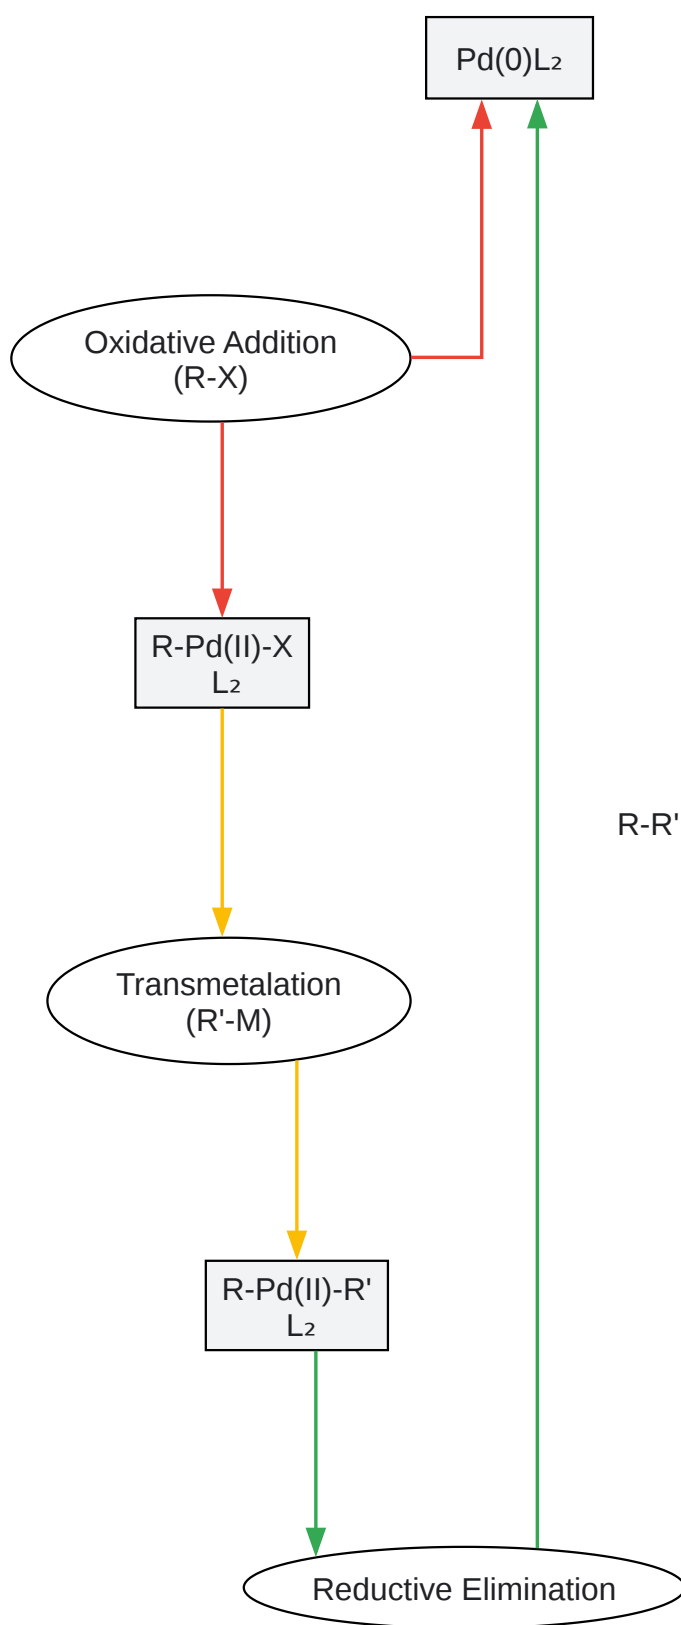 Pd(0)L₂
Oxidative Addition
(R-X)
R-Pd(II)-X
L₂
R-R'
Transmetalation
(R'-M)
R-Pd(II)-R'
L₂
Reductive Elimination